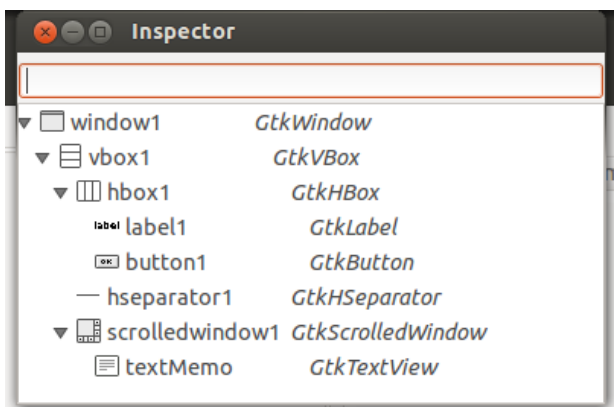 Inspector
window1 GtkWindow
vbox1 GtkVBox
hbox1 GtkHBox
label label1 GtkLabel
OK button1 GtkButton
hseparator1 GtkHSeparator
scrolledwindow1 GtkScrolledWindow
textMemo GtkTextView